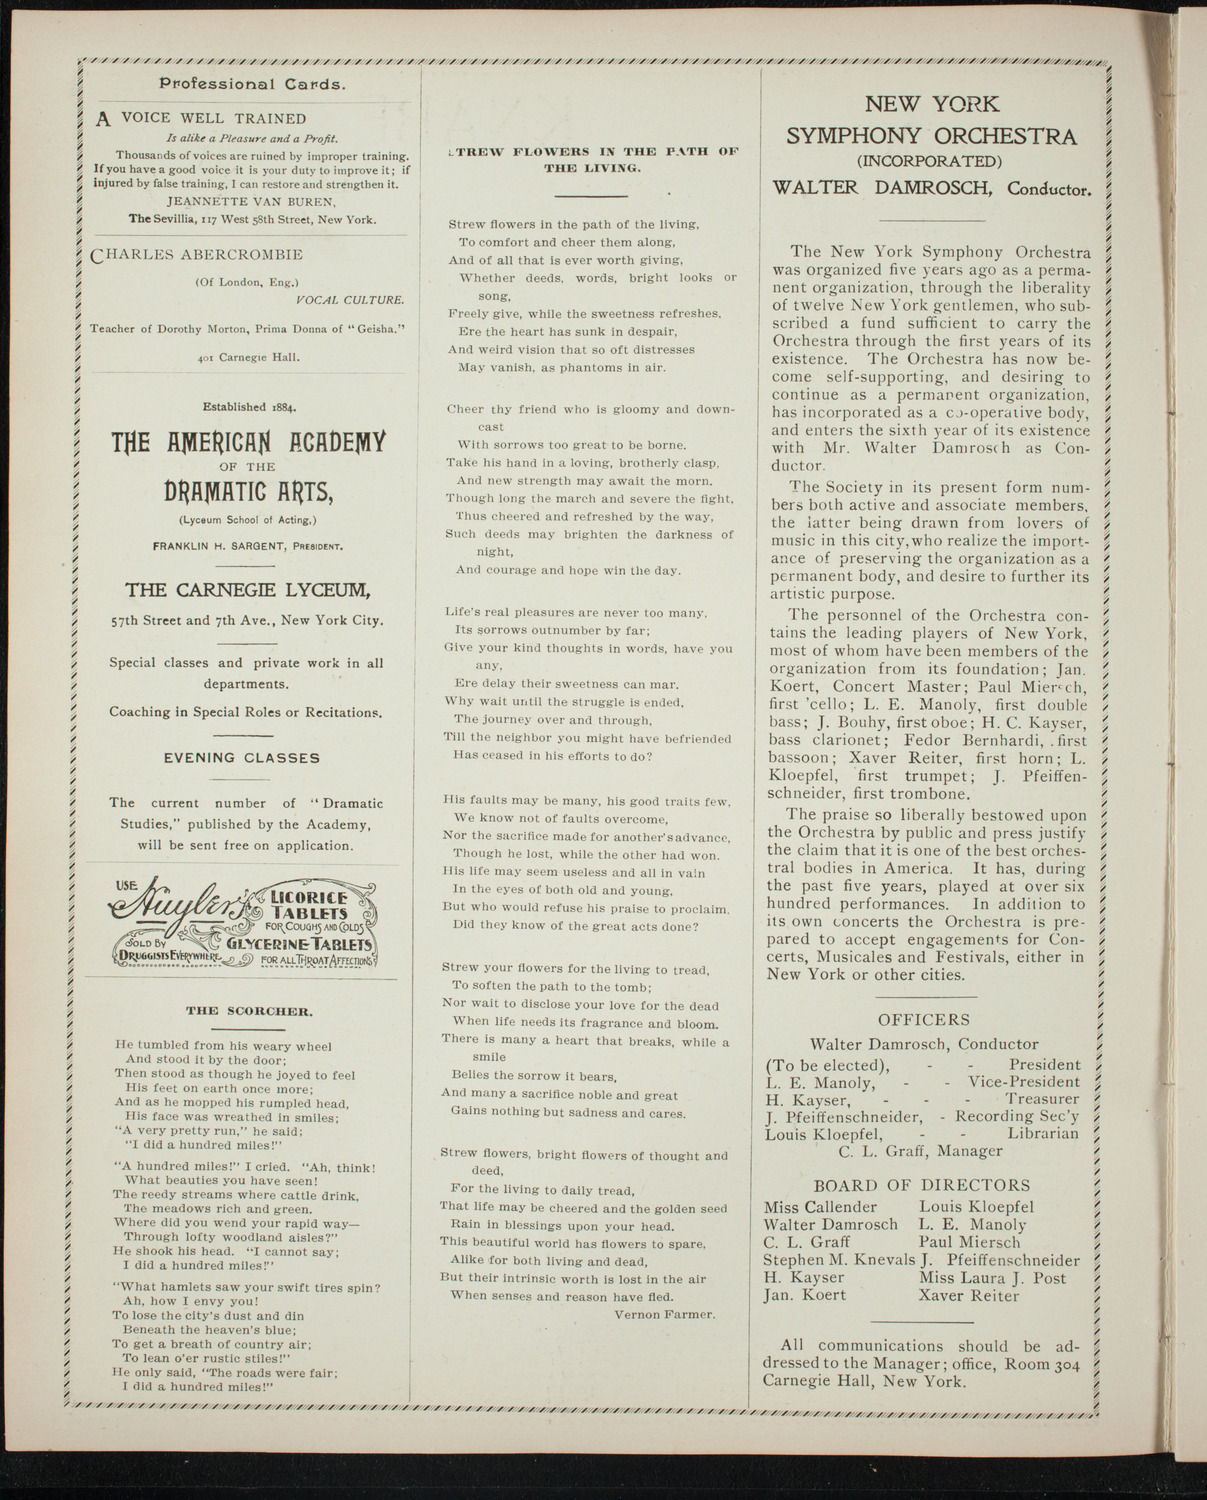 Professional Cards.
A VOICE WELL TRAINED
Is alike a Pleasure and a Profit.
Thousands of voices are ruined by improper training.
If you have a good voice it is your duty to improve it; if
injured by false training, I can restore and strengthen it.
JEANNETTE VAN BUREN,
The Sevillia, 117 West 58th Street, New York.
CHARLES ABERCROMBIE
(Of London, Eng.)
VOCAL CULTURE.
Teacher of Dorothy Morton, Prima Donna of "Geisha."
401 Carnegie Hall.
Established 1884.
THE AMERICAN ACADEMY
OF THE
DRAMATIC ARTS,
(Lyceum School of Acting,)
FRANKLIN H. SARGENT, PRESIDENT.
THE CARNEGIE LYCEUM,
57th Street and 7th Ave., New York City.
Special classes and private work in all
departments.
Coaching in Special Roles or Recitations.
EVENING CLASSES
The current number of "Dramatic
Studies," published by the Academy,
will be sent free on application.
USE
Huyler's
LICORICE
TABLETS
FOR COUGHS AND COLDS
SOLD BY
DRUGGISTS EVERYWHERE
GLYCERINE-TABLETS
FOR ALL THROAT AFFECTIONS
THE SCORCHER.
He tumbled from his weary wheel
And stood it by the door;
Then stood as though he joyed to feel
His feet on earth once more;
And as he mopped his rumpled head,
His face was wreathed in smiles;
"A very pretty run," he said;
"I did a hundred miles!"
"A hundred miles!" I cried. "Ah, think!
What beauties you have seen!
The reedy streams where cattle drink,
The meadows rich and green.
Where did you wend your rapid way—
Through lofty woodland aisles?"
He shook his head. "I cannot say;
I did a hundred miles!"
"What hamlets saw your swift tires spin?
Ah, how I envy you!
To lose the city's dust and din
Beneath the heaven's blue;
To get a breath of country air;
To lean o'er rustic stiles!"
He only said, "The roads were fair;
I did a hundred miles!"
STREW FLOWERS IN THE PATH OF
THE LIVING.
Strew flowers in the path of the living,
To comfort and cheer them along,
And of all that is ever worth giving,
Whether deeds, words, bright looks or
song,
Freely give, while the sweetness refreshes,
Ere the heart has sunk in despair,
And weird vision that so oft distresses
May vanish, as phantoms in air.
Cheer thy friend who is gloomy and down-
cast
With sorrows too great to be borne.
Take his hand in a loving, brotherly clasp,
And new strength may await the morn.
Though long the march and severe the fight,
Thus cheered and refreshed by the way,
Such deeds may brighten the darkness of
night,
And courage and hope win the day.
Life's real pleasures are never too many,
Its sorrows outnumber by far;
Give your kind thoughts in words, have you
any,
Ere delay their sweetness can mar.
Why wait until the struggle is ended,
The journey over and through,
Till the neighbor you might have befriended
Has ceased in his efforts to do?
His faults may be many, his good traits few,
We know not of faults overcome,
Nor the sacrifice made for another's advance,
Though he lost, while the other had won.
His life may seem useless and all in vain
In the eyes of both old and young,
But who would refuse his praise to proclaim,
Did they know of the great acts done?
Strew your flowers for the living to tread,
To soften the path to the tomb;
Nor wait to disclose your love for the dead
When life needs its fragrance and bloom.
There is many a heart that breaks, while a
smile
Belies the sorrow it bears,
And many a sacrifice noble and great
Gains nothing but sadness and cares.
Strew flowers, bright flowers of thought and
deed,
For the living to daily tread,
That life may be cheered and the golden seed
Rain in blessings upon your head.
This beautiful world has flowers to spare,
Alike for both living and dead,
But their intrinsic worth is lost in the air
When senses and reason have fled.
Vernon Farmer.
NEW YORK
SYMPHONY ORCHESTRA
(INCORPORATED)
WALTER DAMROSCH, Conductor.
The New York Symphony Orchestra
was organized five years ago as a perma-
nent organization, through the liberality
of twelve New York gentlemen, who sub-
scribed a fund sufficient to carry the
Orchestra through the first years of its
existence. The Orchestra has now be-
come self-supporting, and desiring to
continue as a permanent organization,
has incorporated as a co-operative body,
and enters the sixth year of its existence
with Mr. Walter Damrosch as Con-
ductor.
The Society in its present form num-
bers both active and associate members,
the latter being drawn from lovers of
music in this city, who realize the import-
ance of preserving the organization as a
permanent body, and desire to further its
artistic purpose.
The personnel of the Orchestra con-
tains the leading players of New York,
most of whom have been members of the
organization from its foundation; Jan.
Koert, Concert Master; Paul Miersch,
first 'cello; L. E. Manoly, first double
bass; J. Bouhy, first oboe; H. C. Kayser,
bass clarionet; Fedor Bernhardi, first
bassoon; Xaver Reiter, first horn; L.
Kloepfel, first trumpet; J. Pfeiffen-
schneider, first trombone.
The praise so liberally bestowed upon
the Orchestra by public and press justify
the claim that it is one of the best orches-
tral bodies in America. It has, during
the past five years, played at over six
hundred performances. In addition to
its own concerts the Orchestra is pre-
pared to accept engagements for Con-
certs, Musicales and Festivals, either in
New York or other cities.
OFFICERS
Walter Damrosch, Conductor
(To be elected), - - President
L. E. Manoly, - - Vice-President
H. Kayser, - - - Treasurer
J. Pfeiffenschneider, - Recording Sec'y
Louis Kloepfel, - - Librarian
C. L. Graff, Manager
BOARD OF DIRECTORS
Miss Callender Louis Kloepfel
Walter Damrosch L. E. Manoly
C. L. Graff Paul Miersch
Stephen M. Knevals J. Pfeiffenschneider
H. Kayser Miss Laura J. Post
Jan. Koert Xaver Reiter
All communications should be ad-
dressed to the Manager; office, Room 304
Carnegie Hall, New York.